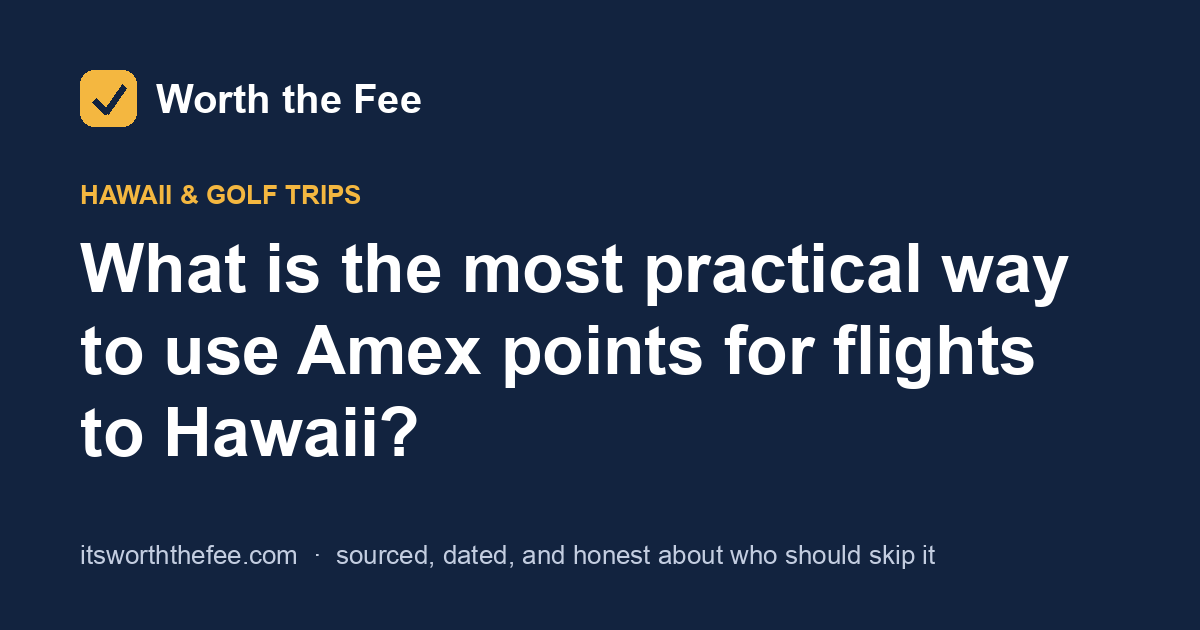 Worth the Fee
HAWAII & GOLF TRIPS
What is the most practical way
to use Amex points for flights
to Hawaii?
itsworththefee.com · sourced, dated, and honest about who should skip it